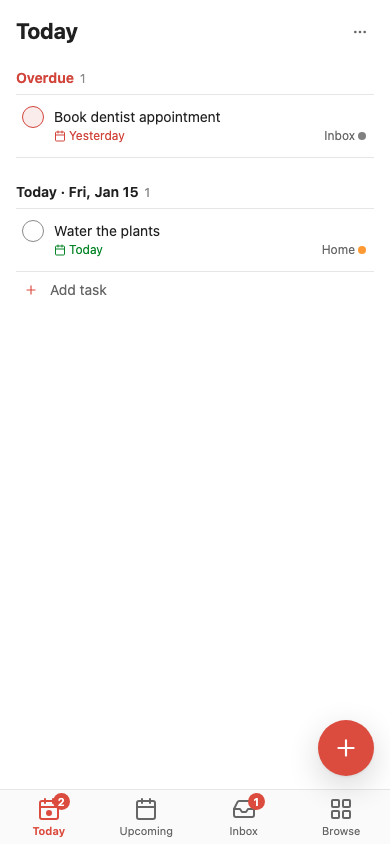 Today
Overdue 1
Book dentist appointment
Yesterday
Inbox
Today · Fri, Jan 15 1
Water the plants
Today
Home
Add task
2
1
Today
Upcoming
Inbox
Browse